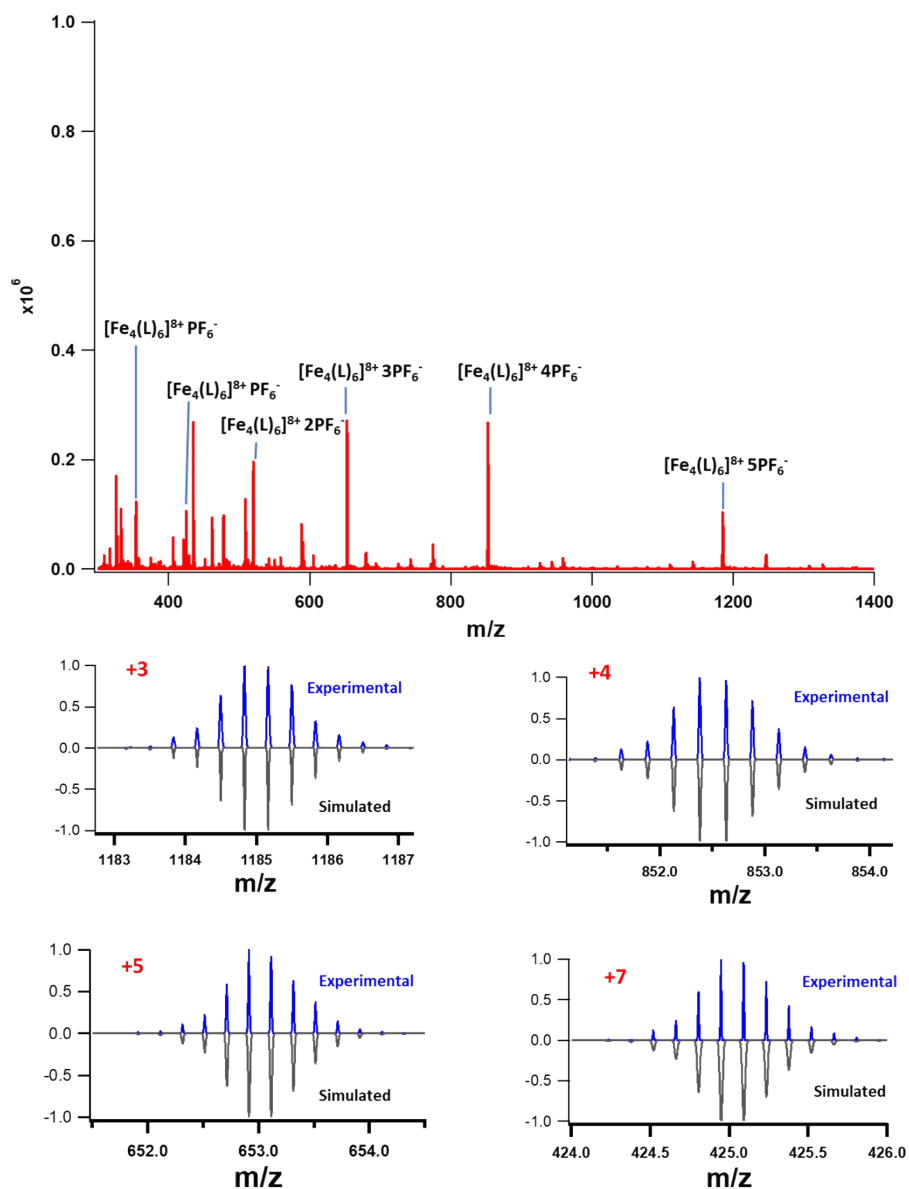 1.0
0.8
0.6
0.4
0.2
0.0
x10⁶
[Fe₄(L)₆]⁸⁺ PF₆⁻
[Fe₄(L)₆]⁸⁺ PF₆⁻
[Fe₄(L)₆]⁸⁺ 2PF₆⁻
[Fe₄(L)₆]⁸⁺ 3PF₆⁻
[Fe₄(L)₆]⁸⁺ 4PF₆⁻
[Fe₄(L)₆]⁸⁺ 5PF₆⁻
400 600 800 1000 1200 1400
m/z
+3
1.0
0.5
0.0
-0.5
-1.0
Experimental
Simulated
1183 1184 1185 1186 1187
m/z
+4
1.0
0.5
0.0
-0.5
-1.0
Experimental
Simulated
852.0 853.0 854.0
m/z
+5
1.0
0.5
0.0
-0.5
-1.0
Experimental
Simulated
652.0 653.0 654.0
m/z
+7
1.0
0.5
0.0
-0.5
-1.0
Experimental
Simulated
424.0 424.5 425.0 425.5 426.0
m/z